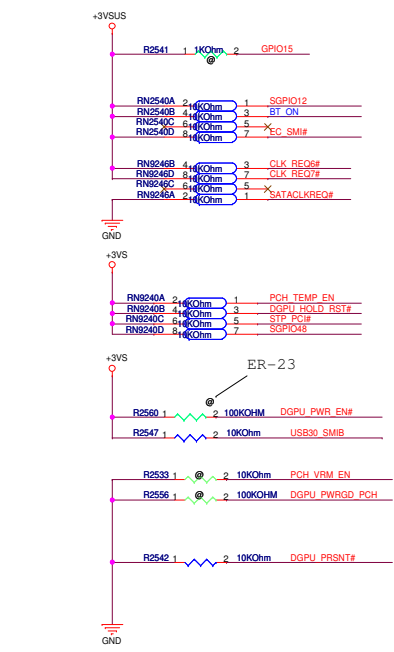 +3VSUS
R2541 1 1KOhm 2 GPIO15
@
RN2540A 2 10KOhm 1 SGPIO12
RN2540B 4 10KOhm 3 BT_ON
RN2540C 6 10KOhm 5
RN2540D 8 10KOhm 7 EC_SMI#
RN9246B 4 10KOhm 3 CLK_REQ6#
RN9246D 8 10KOhm 7 CLK_REQ7#
RN9246C 6 10KOhm 5
RN9246A 2 10KOhm 1 SATACLKREQ#
GND
+3VS
RN9240A 2 10KOhm 1 PCH_TEMP_EN
RN9240B 4 10KOhm 3 DGPU_HOLD_RST#
RN9240C 6 10KOhm 5 STP_PCI#
RN9240D 8 10KOhm 7 SGPIO48
+3VS
ER-23
@
R2560 1 2 100KOHM DGPU_PWR_EN#
R2547 1 2 10KOhm USB30_SMIB
R2533 1 @ 2 10KOhm PCH_VRM_EN
R2556 1 @ 2 100KOHM DGPU_PWRGD_PCH
R2542 1 2 10KOhm DGPU_PRSNT#
GND